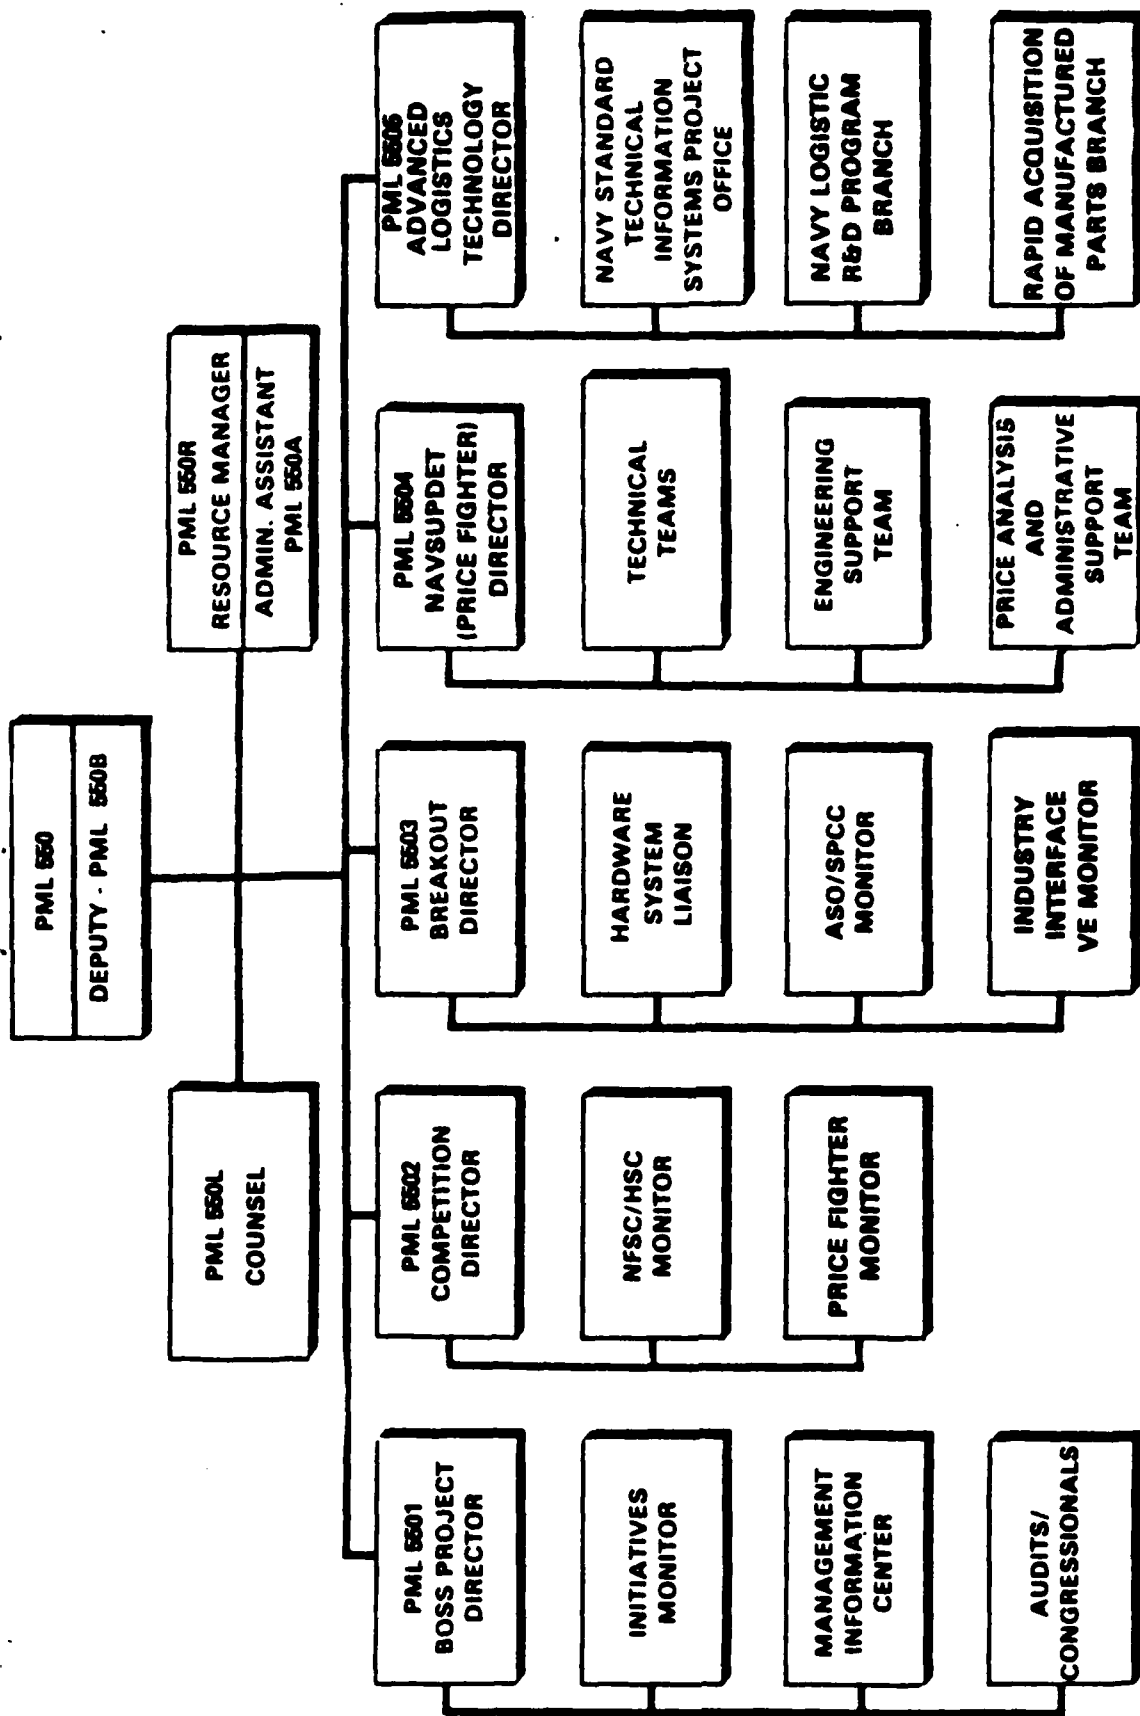 PML 550
DEPUTY - PML 550B
PML 550L
COUNSEL
PML 550R
RESOURCE MANAGER
ADMIN. ASSISTANT
PML 550A
PML 5501
BOSS PROJECT
DIRECTOR
INITIATIVES
MONITOR
MANAGEMENT
INFORMATION
CENTER
AUDITS/
CONGRESSIONALS
PML 5502
COMPETITION
DIRECTOR
NFSC/HSC
MONITOR
PRICE FIGHTER
MONITOR
PML 5503
BREAKOUT
DIRECTOR
HARDWARE
SYSTEM
LIAISON
ASO/SPCC
MONITOR
INDUSTRY
INTERFACE
VE MONITOR
PML 5504
NAVSUPDET
(PRICE FIGHTER)
DIRECTOR
TECHNICAL
TEAMS
ENGINEERING
SUPPORT
TEAM
PRICE ANALYSIS
AND
ADMINISTRATIVE
SUPPORT
TEAM
PML 5505
ADVANCED
LOGISTICS
TECHNOLOGY
DIRECTOR
NAVY STANDARD
TECHNICAL
INFORMATION
SYSTEMS PROJECT
OFFICE
NAVY LOGISTIC
R&D PROGRAM
BRANCH
RAPID ACQUISITION
OF MANUFACTURED
PARTS BRANCH